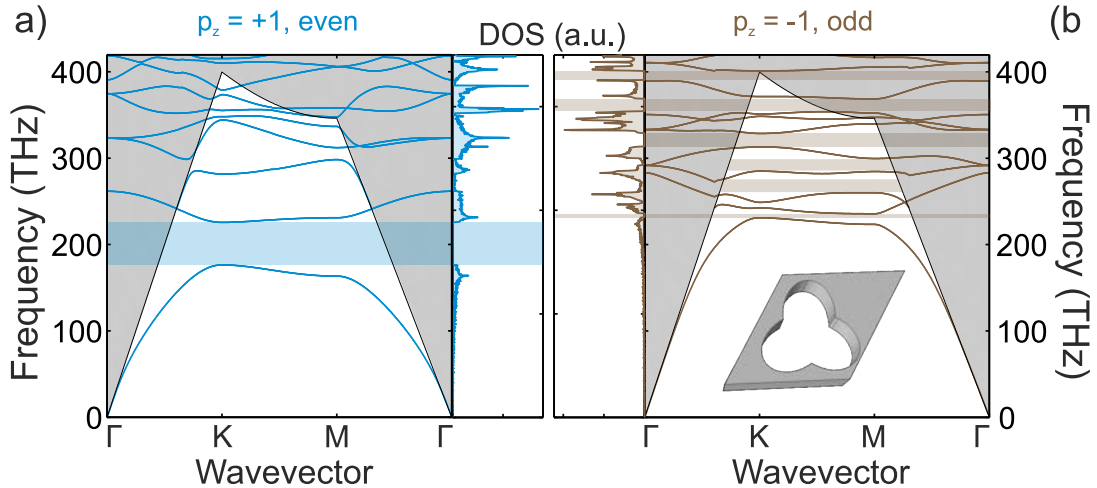 a)
p_z = +1, even
DOS (a.u.)
p_z = -1, odd
(b)
Frequency (THz)
400
300
200
100
0
Γ K M Γ
Wavevector
Γ K M Γ
Wavevector
400
300
200
100
0
Frequency (THz)